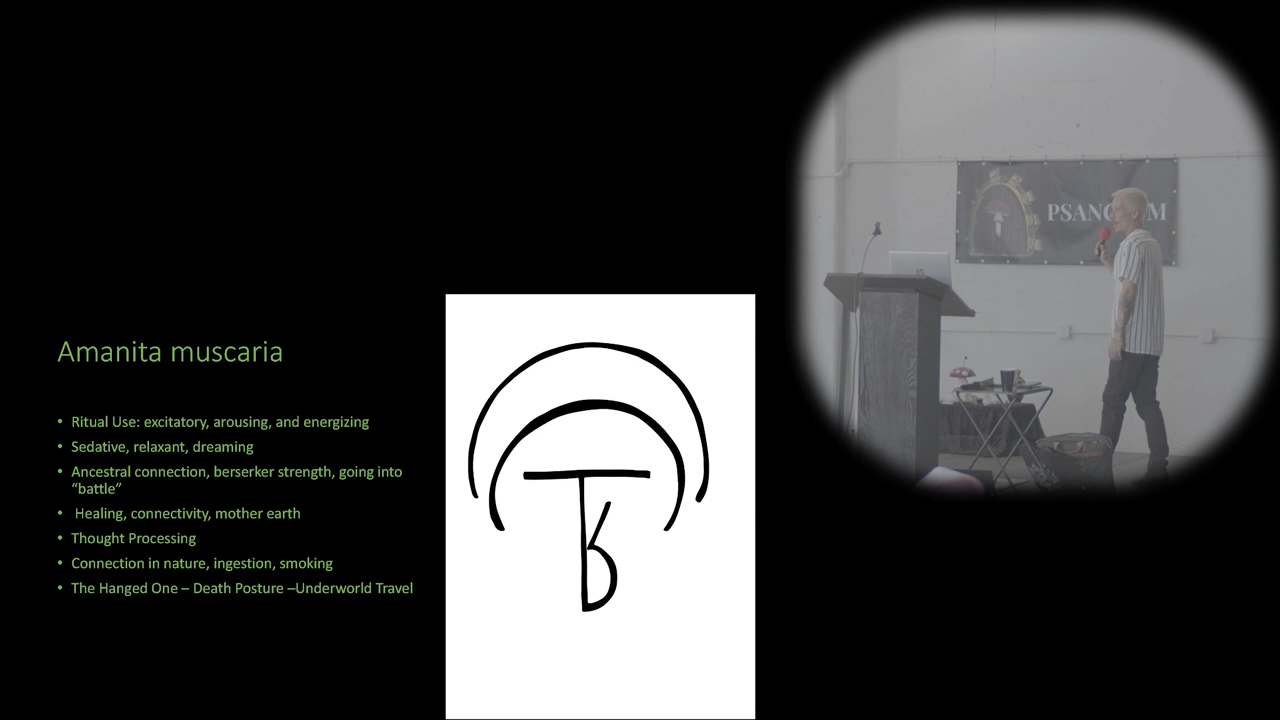 Amanita muscaria
• Ritual Use: excitatory, arousing, and energizing
• Sedative, relaxant, dreaming
• Ancestral connection, berserker strength, going into
“battle”
• Healing, connectivity, mother earth
• Thought Processing
• Connection in nature, ingestion, smoking
• The Hanged One – Death Posture –Underworld Travel